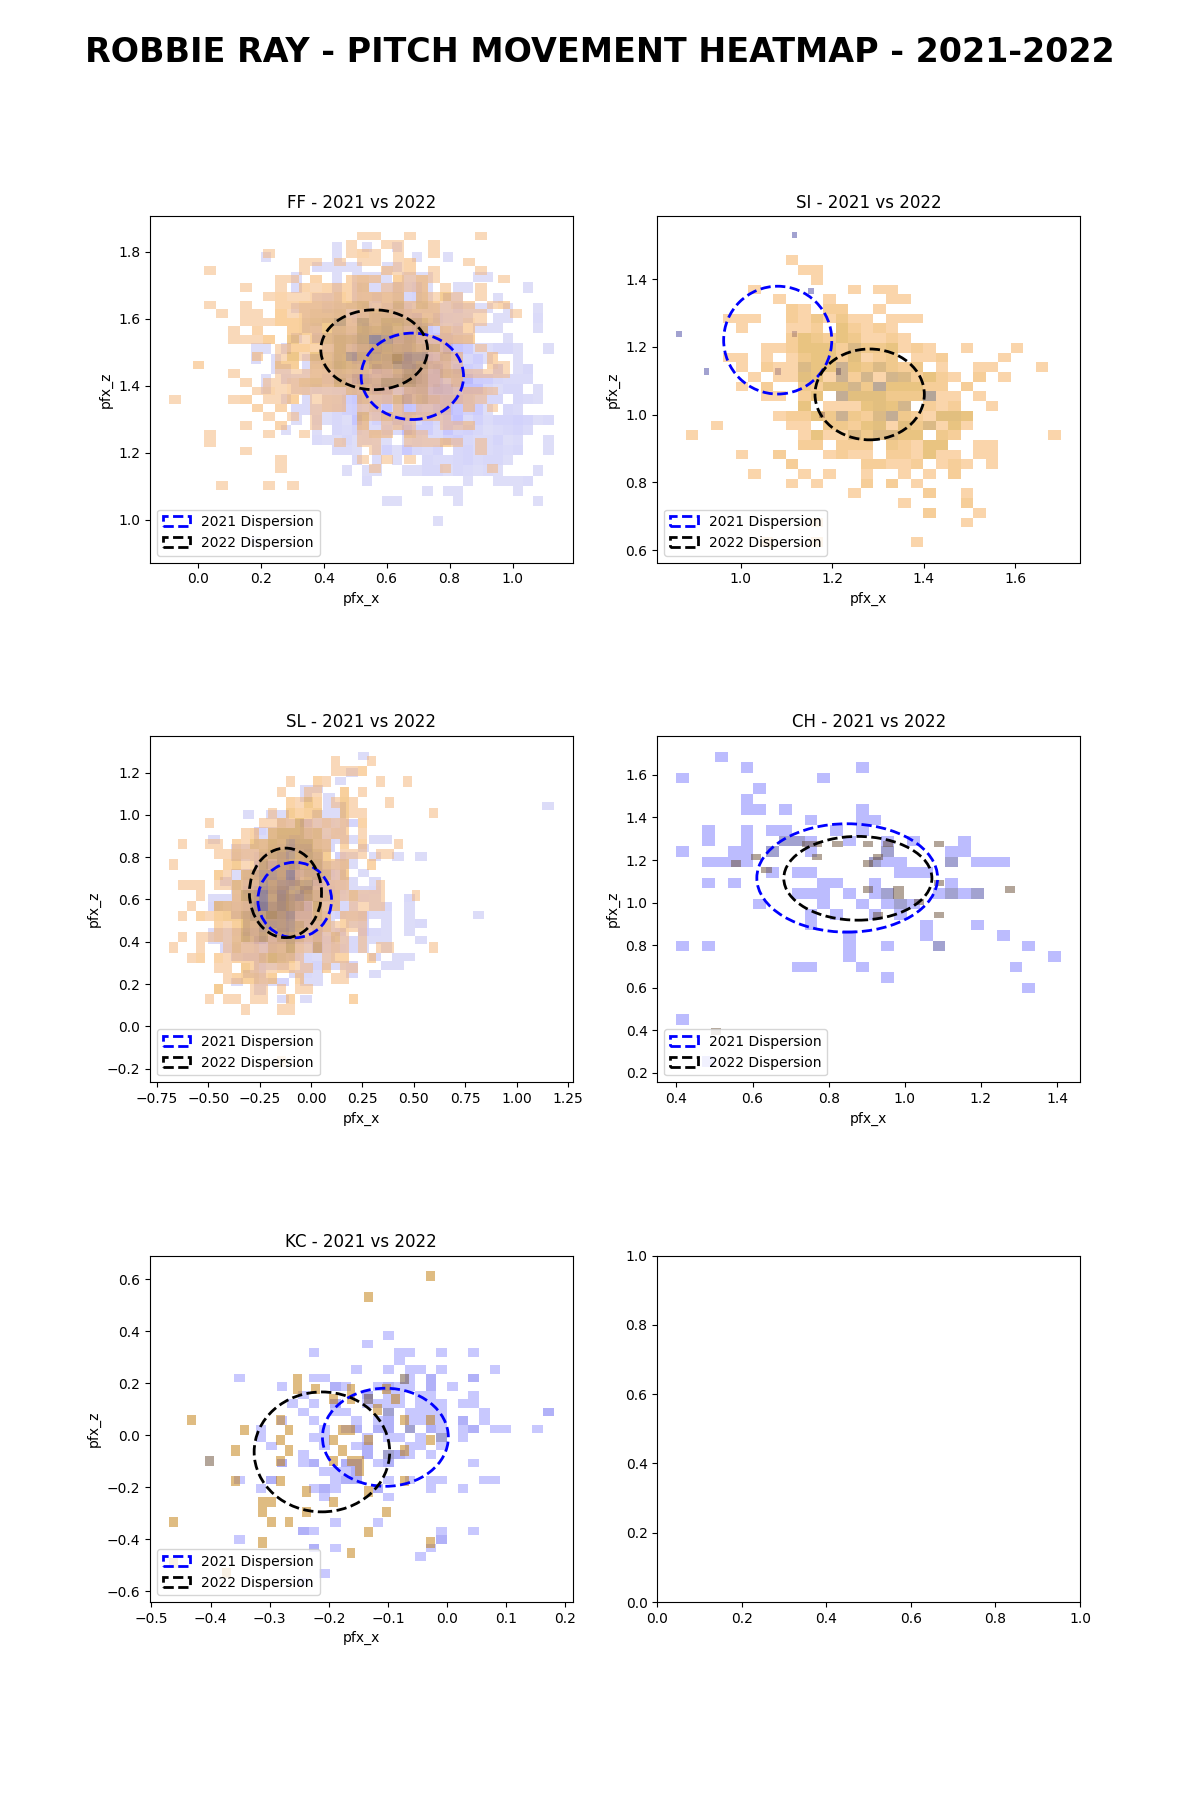 ROBBIE RAY - PITCH MOVEMENT HEATMAP - 2021-2022
FF - 2021 vs 2022
1.8
1.6
1.4
1.2
1.0
pfx_z
0.0 0.2 0.4 0.6 0.8 1.0
pfx_x
2021 Dispersion
2022 Dispersion
SI - 2021 vs 2022
1.4
1.2
1.0
0.8
0.6
pfx_z
1.0 1.2 1.4 1.6
pfx_x
2021 Dispersion
2022 Dispersion
SL - 2021 vs 2022
1.2
1.0
0.8
0.6
0.4
0.2
0.0
−0.2
pfx_z
−0.75 −0.50 −0.25 0.00 0.25 0.50 0.75 1.00 1.25
pfx_x
2021 Dispersion
2022 Dispersion
CH - 2021 vs 2022
1.6
1.4
1.2
1.0
0.8
0.6
0.4
0.2
pfx_z
0.4 0.6 0.8 1.0 1.2 1.4
pfx_x
2021 Dispersion
2022 Dispersion
KC - 2021 vs 2022
0.6
0.4
0.2
0.0
−0.2
−0.4
−0.6
pfx_z
−0.5 −0.4 −0.3 −0.2 −0.1 0.0 0.1 0.2
pfx_x
2021 Dispersion
2022 Dispersion
1.0
0.8
0.6
0.4
0.2
0.0
0.0 0.2 0.4 0.6 0.8 1.0